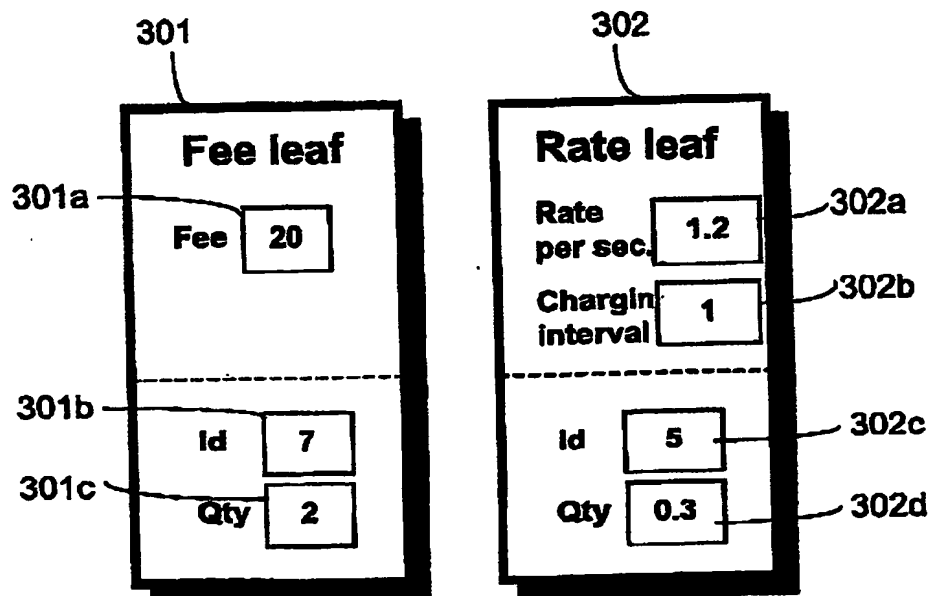 301
Fee leaf
301a
Fee
20
301b
Id
7
301c
Qty
2
302
Rate leaf
Rate
per sec.
1.2
302a
Chargin
interval
1
302b
Id
5
302c
Qty
0.3
302d